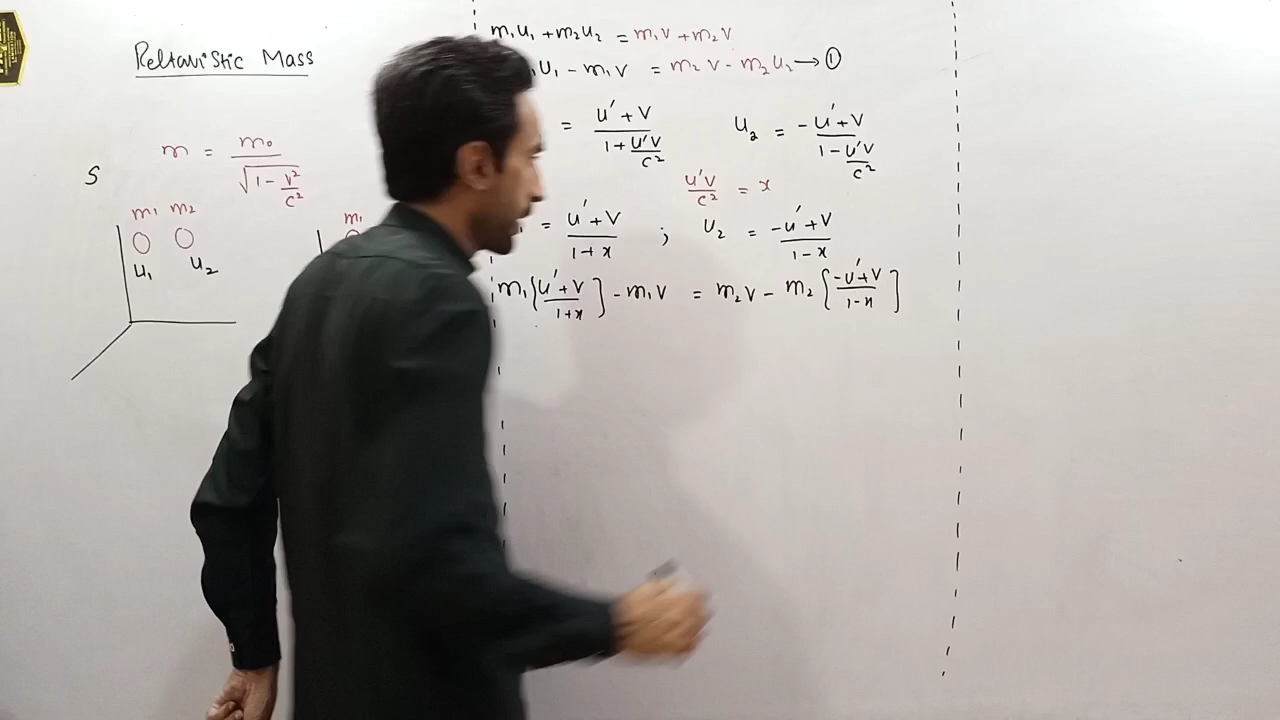 Reltavistic Mass
m = m₀ / √(1 - V²/C²)
S
m₁ m₂
u₁ u₂
m₁
m₁u₁ + m₂u₂ = m₁v + m₂v
U₁ - m₁V = m₂V - m₂U₂ → ①
= (U' + V) / (1 + U'V/C²)    U₂ = (-U' + V) / (1 - U'V/C²)
U'V/C² = x
= (U' + V) / (1 + x) ; U₂ = (-U' + V) / (1 - x)
m₁[(U' + V) / (1 + x)] - m₁V = m₂V - m₂[(-U' + V) / (1 - x)]